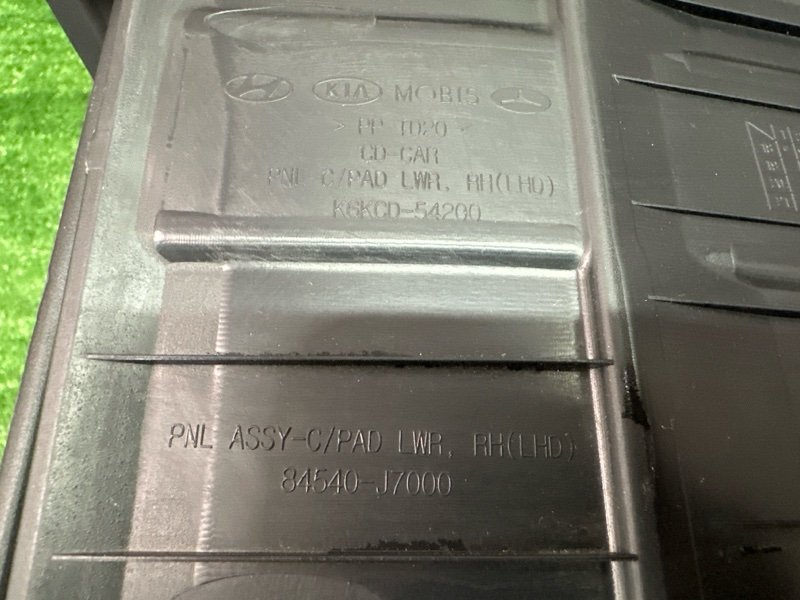 KIA MOBIS
> PP TD20 <
CD-CAR
PNL C/PAD LWR, RH(LHD)
K6KCD-54200
PNL ASSY-C/PAD LWR, RH(LHD)
84540-J7000